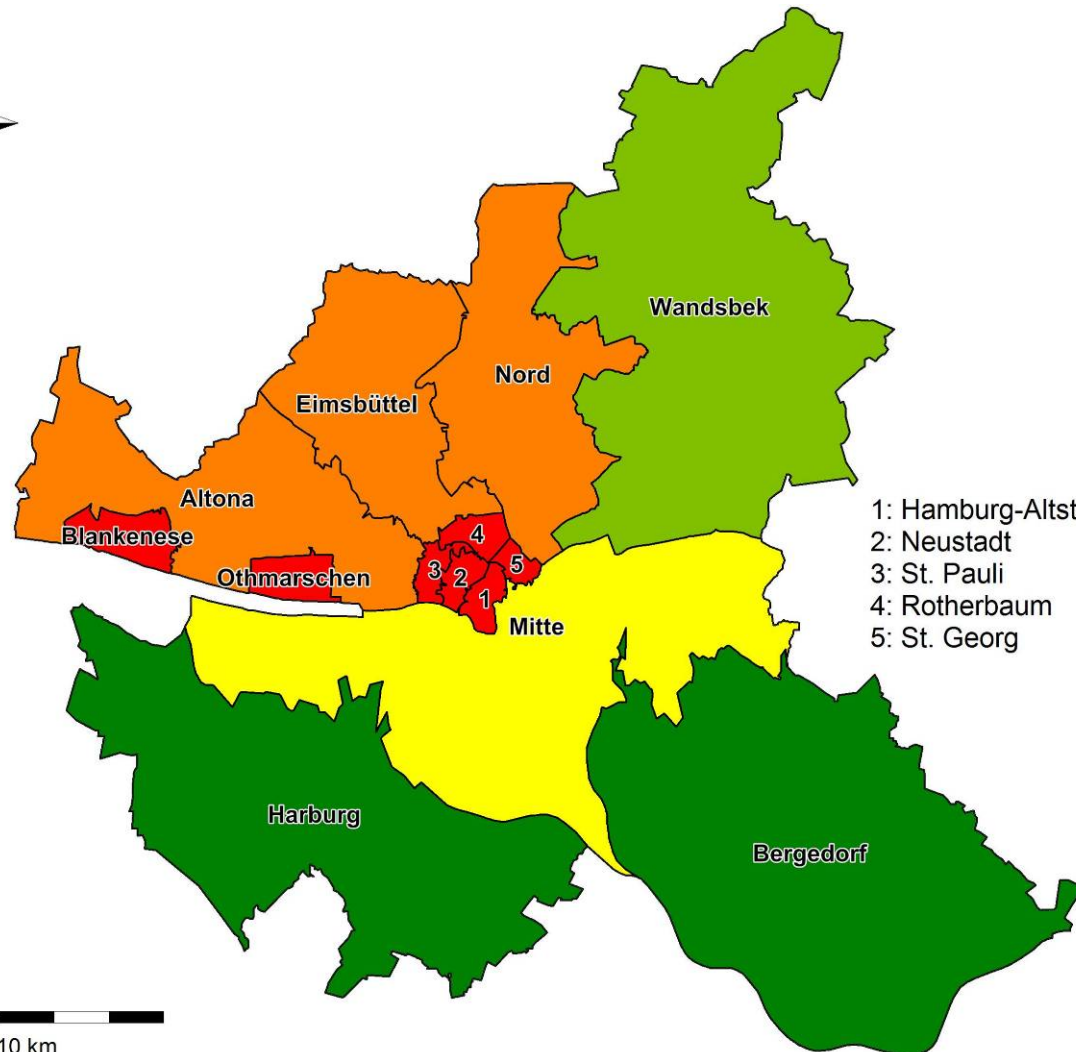 Wandsbek
Nord
Eimsbüttel
Altona
Blankenese
Othmarschen
4
3
2
5
1
Mitte
1: Hamburg-Altst
2: Neustadt
3: St. Pauli
4: Rotherbaum
5: St. Georg
Harburg
Bergedorf
10 km